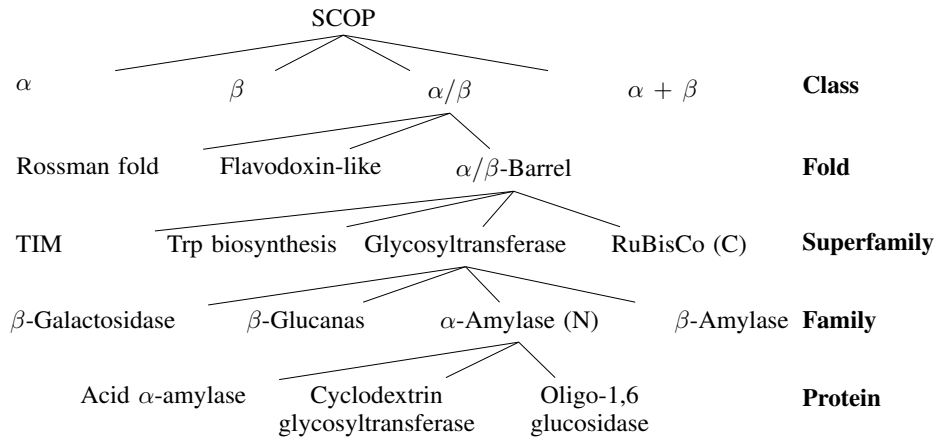 SCOP
α β α/β α + β Class
Rossman fold Flavodoxin-like α/β-Barrel Fold
TIM Trp biosynthesis Glycosyltransferase RuBisCo (C) Superfamily
β-Galactosidase β-Glucanas α-Amylase (N) β-Amylase Family
Acid α-amylase Cyclodextrin Oligo-1,6 Protein
glycosyltransferase glucosidase